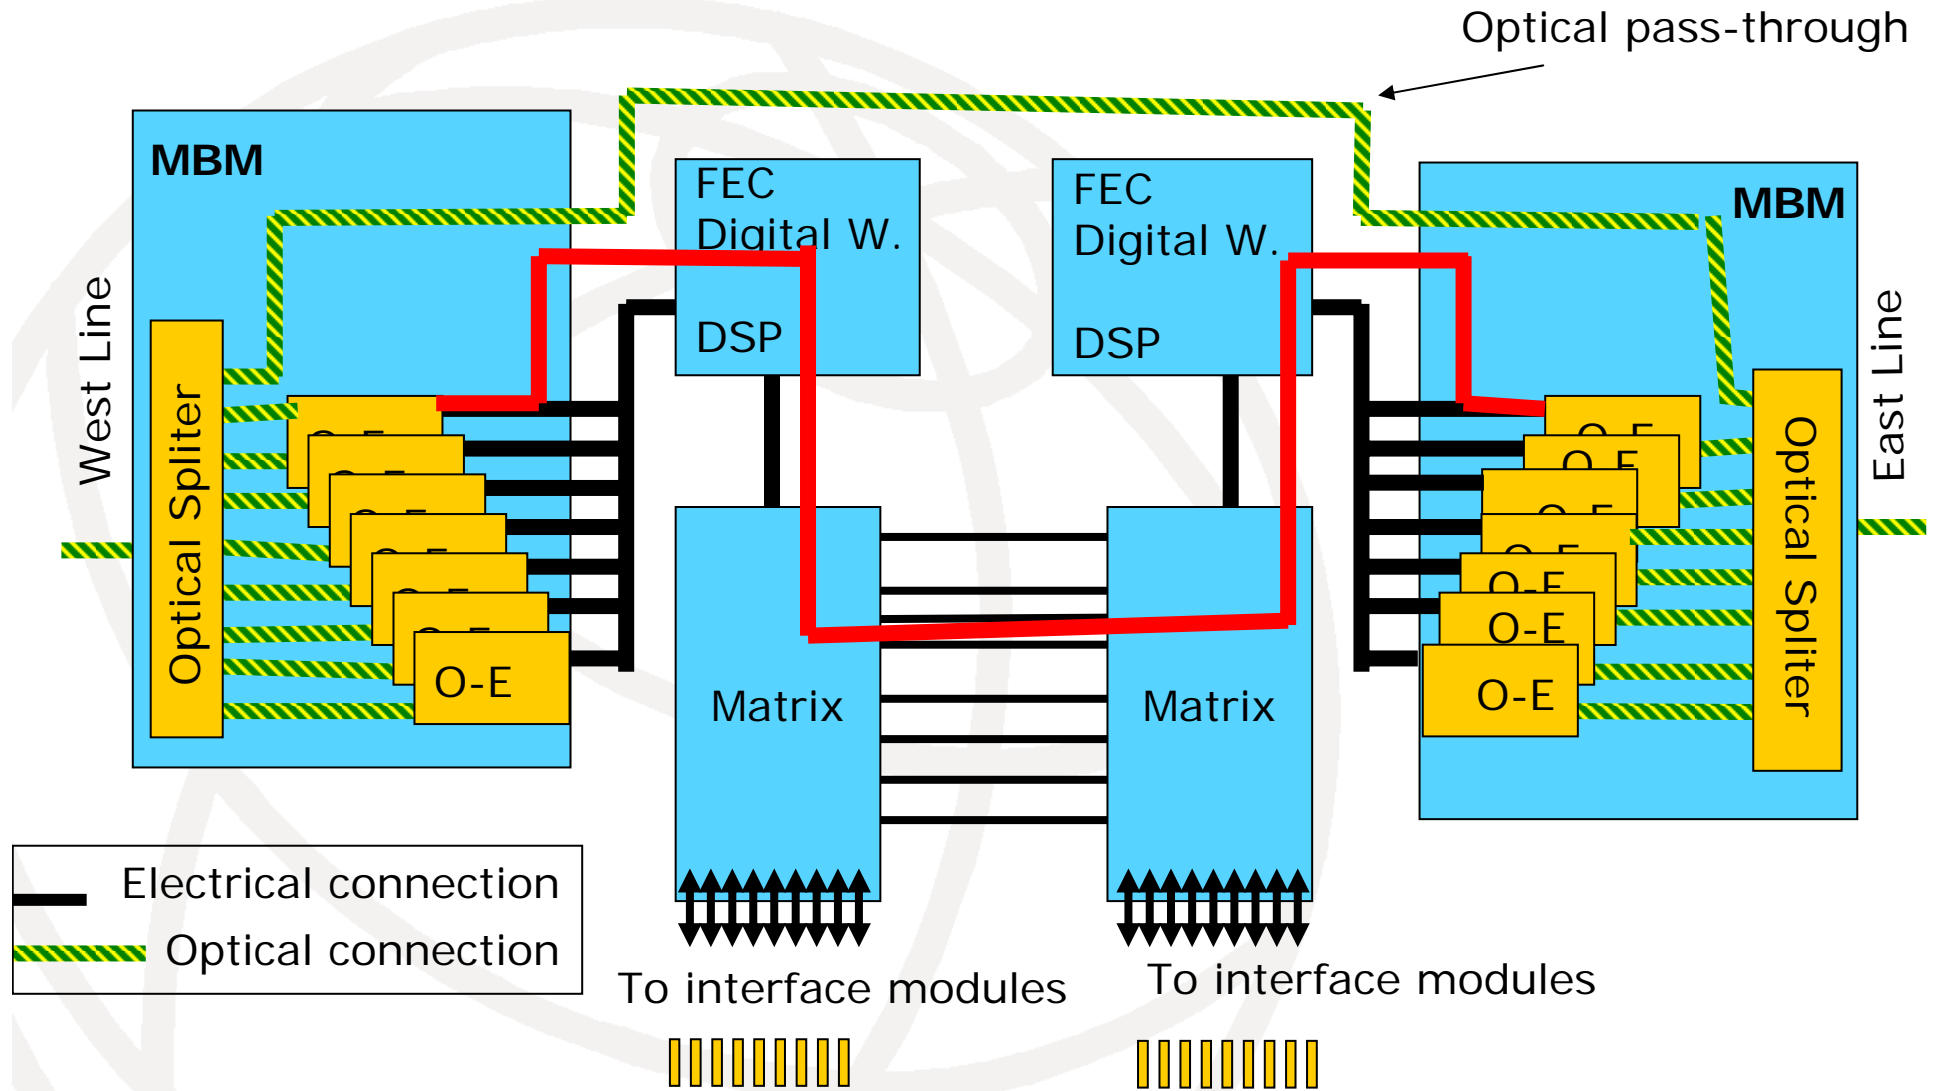 Optical pass-through
MBM
FEC
Digital W.
DSP
FEC
Digital W.
DSP
MBM
West Line
Optical Spliter
O-E
O-E
O-E
O-E
O-E
O-E
O-E
Matrix
Matrix
O-E
O-E
O-E
O-E
O-E
O-E
O-E
Optical Spliter
East Line
Electrical connection
Optical connection
To interface modules
To interface modules